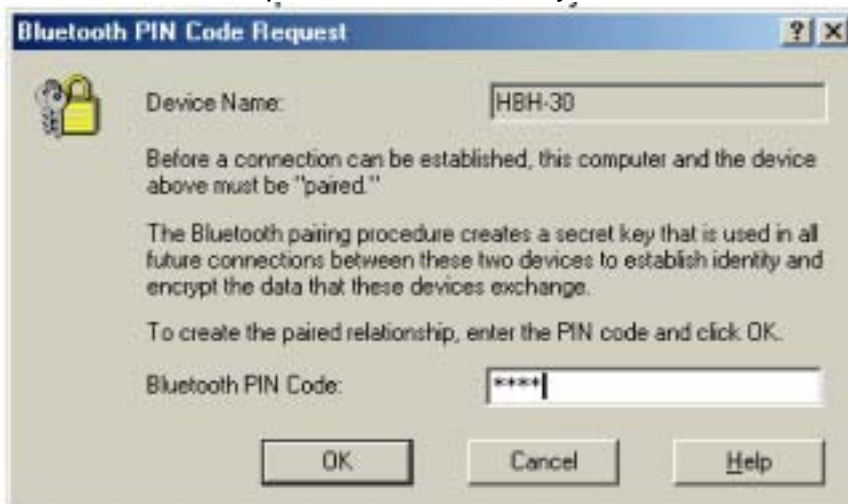 Bluetooth PIN Code Request
Device Name:
HBH-30
Before a connection can be established, this computer and the device
above must be "paired."
The Bluetooth pairing procedure creates a secret key that is used in all
future connections between these two devices to establish identity and
encrypt the data that these devices exchange.
To create the paired relationship, enter the PIN code and click OK.
Bluetooth PIN Code:
****
OK
Cancel
Help